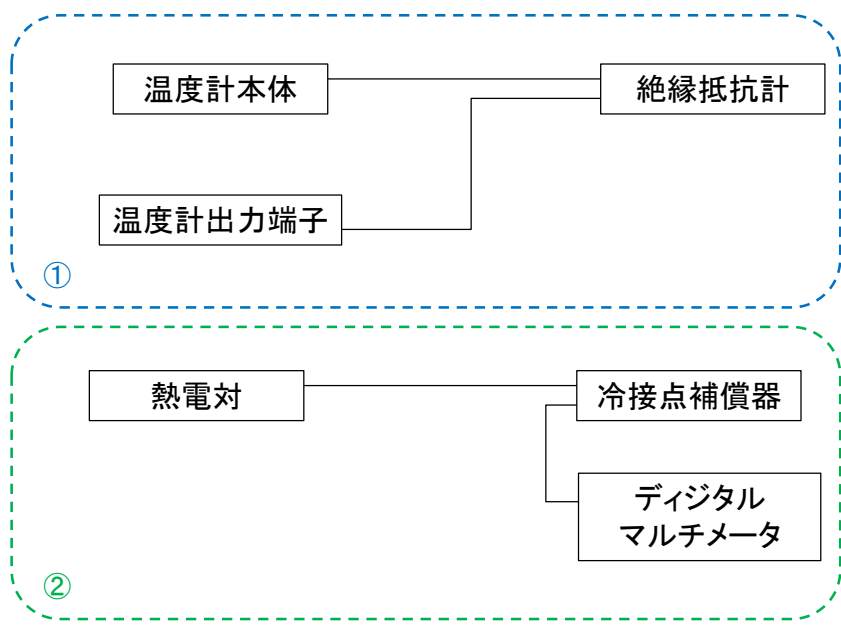 温度計本体
絶縁抵抗計
温度計出力端子
①
熱電対
冷接点補償器
ディジタル
マルチメータ
②